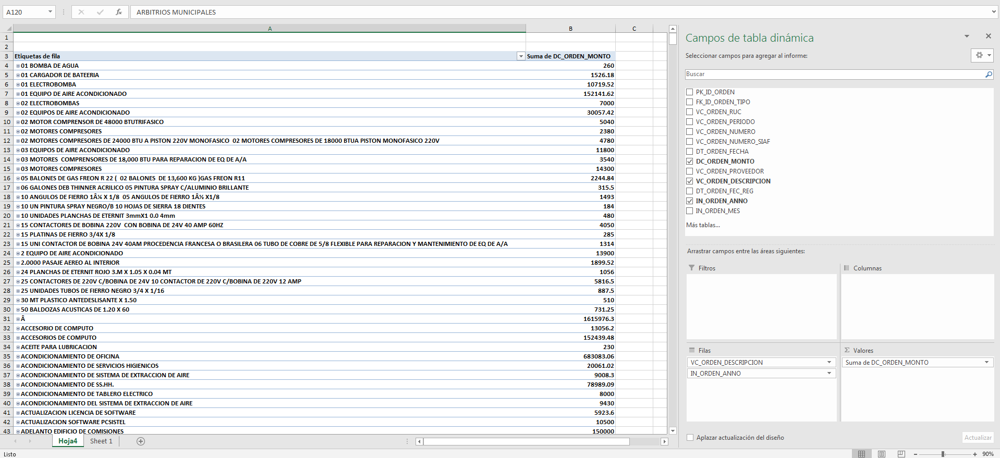 A120 fx ARBITRIOS MUNICIPALES
A B C
1
2
3 Etiquetas de fila Suma de DC_ORDEN_MONTO
4 01 BOMBA DE AGUA 260
5 01 CARGADOR DE BATEERIA 1526.18
6 01 ELECTROBOMBA 10719.52
7 01 EQUIPO DE AIRE ACONDICIONADO 152141.62
8 02 ELECTROBOMBAS 7000
9 02 EQUIPOS DE AIRE ACONDICIONADO 30057.42
10 02 MOTOR COMPRENSOR DE 48000 BTUTRIFASICO 5040
11 02 MOTORES COMPRESORES 2380
12 02 MOTORES COMPRESORES DE 24000 BTU A PISTON 220V MONOFASICO  02 MOTORES COMPRESORES DE 18000 BTUA PISTON MONOFASICO 220V 4780
13 03 EQUIPOS DE AIRE ACONDICIONADO 11800
14 03 MOTORES  COMPRENSORES DE 18,000 BTU PARA REPARACION DE EQ DE A/A 3540
15 03 MOTORES COMPRESORES 14300
16 05 BALONES DE GAS FREON R 22 (  02 BALONES  DE 13,600 KG )GAS FREON R11 2244.84
17 06 GALONES DEB THINNER ACRILICO 05 PINTURA SPRAY C/ALUMINIO BRILLANTE 315.5
18 10 ANGULOS DE FIERRO 1Â¼ X 1/8  05 ANGULOS DE FIERRO 1Â½ X1/8 1493
19 10 UN PINTURA SPRAY NEGRO/B 10 HOJAS DE SIERRA 18 DIENTES 184
20 10 UNIDADES PLANCHAS DE ETERNIT 3mmX1 0.0 4mm 480
21 15 CONTACTORES DE BOBINA 220V  CON BOBINA DE 24V 40 AMP 60HZ 4050
22 15 PLATINAS DE FIERRO 3/4X 1/8 285
23 15 UNI CONTACTOR DE BOBINA 24V 40AM PROCEDENCIA FRANCESA O BRASILERA 06 TUBO DE COBRE DE 5/8 FLEXIBLE PARA REPARACION Y MANTENIMIENTO DE EQ DE A/A 1314
24 2 EQUIPO DE AIRE ACONDICIONADO 13900
25 2.0000 PASAJE AEREO AL INTERIOR 1899.52
26 24 PLANCHAS DE ETERNIT ROJO 3.M X 1.05 X 0.04 MT 1056
27 25 CONTACTORES DE 220V C/BOBINA DE 24V 10 CONTACTOR DE 220V C/BOBINA DE 220V 12 AMP 5816.5
28 25 UNIDADES TUBOS DE FIERRO NEGRO 3/4 X 1/16 887.5
29 30 MT PLASTICO ANTEDESLISANTE X 1.50 510
30 50 BALDOZAS ACUSTICAS DE 1.20 X 60 731.25
31 Â 1615976.3
32 ACCESORIO DE COMPUTO 13056.2
33 ACCESORIOS DE COMPUTO 152439.48
34 ACEITE PARA LUBRICACION 230
35 ACONDICIONAMIENTO DE OFICINA 683083.06
36 ACONDICIONAMIENTO DE SERVICIOS HIGIENICOS 20061.02
37 ACONDICIONAMIENTO DE SISTEMA DE EXTRACCION DE AIRE 9008.3
38 ACONDICIONAMIENTO DE SS.HH. 78989.09
39 ACONDICIONAMIENTO DE TABLERO ELECTRICO 8000
40 ACONDICIONAMIENTO DEL SISTEMA DE EXTRACCION DE AIRE 9430
41 ACTUALIZACION LICENCIA DE SOFTWARE 5923.6
42 ACTUALIZACION SOFTWARE PCSISTEL 10500
43 ADELANTO EDIFICIO DE COMISIONES 150000
Hoja4 Sheet 1
Listo
Campos de tabla dinámica
Seleccionar campos para agregar al informe:
Buscar
PK_ID_ORDEN
FK_ID_ORDEN_TIPO
VC_ORDEN_RUC
VC_ORDEN_PERIODO
VC_ORDEN_NUMERO
VC_ORDEN_NUMERO_SIAF
DT_ORDEN_FECHA
DC_ORDEN_MONTO
VC_ORDEN_PROVEEDOR
VC_ORDEN_DESCRIPCION
DT_ORDEN_FEC_REG
IN_ORDEN_ANNO
IN_ORDEN_MES
Más tablas...
Arrastrar campos entre las áreas siguientes:
Filtros Columnas
Filas Σ Valores
VC_ORDEN_DESCRIPCION Suma de DC_ORDEN_MONTO
IN_ORDEN_ANNO
Aplazar actualización del diseño Actualizar
90%